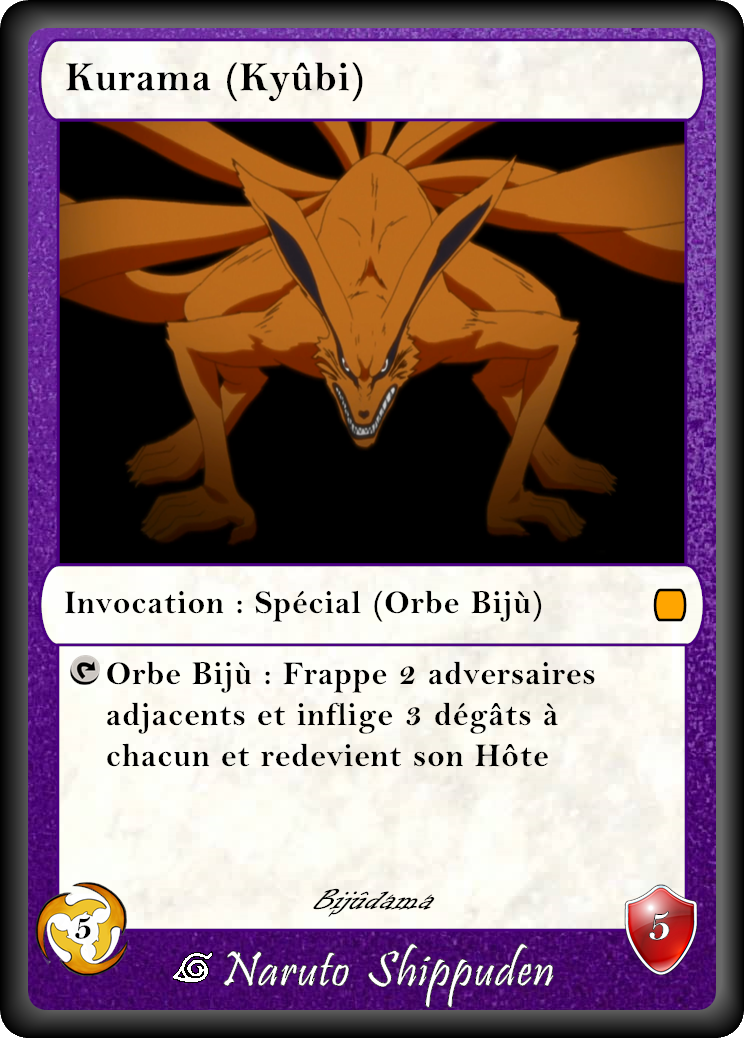 Kurama (Kyûbi)
Invocation : Spécial (Orbe Bijù)
Orbe Bijù : Frappe 2 adversaires
adjacents et inflige 3 dégâts à
chacun et redevient son Hôte
Bijûdama
5
5
Naruto Shippuden